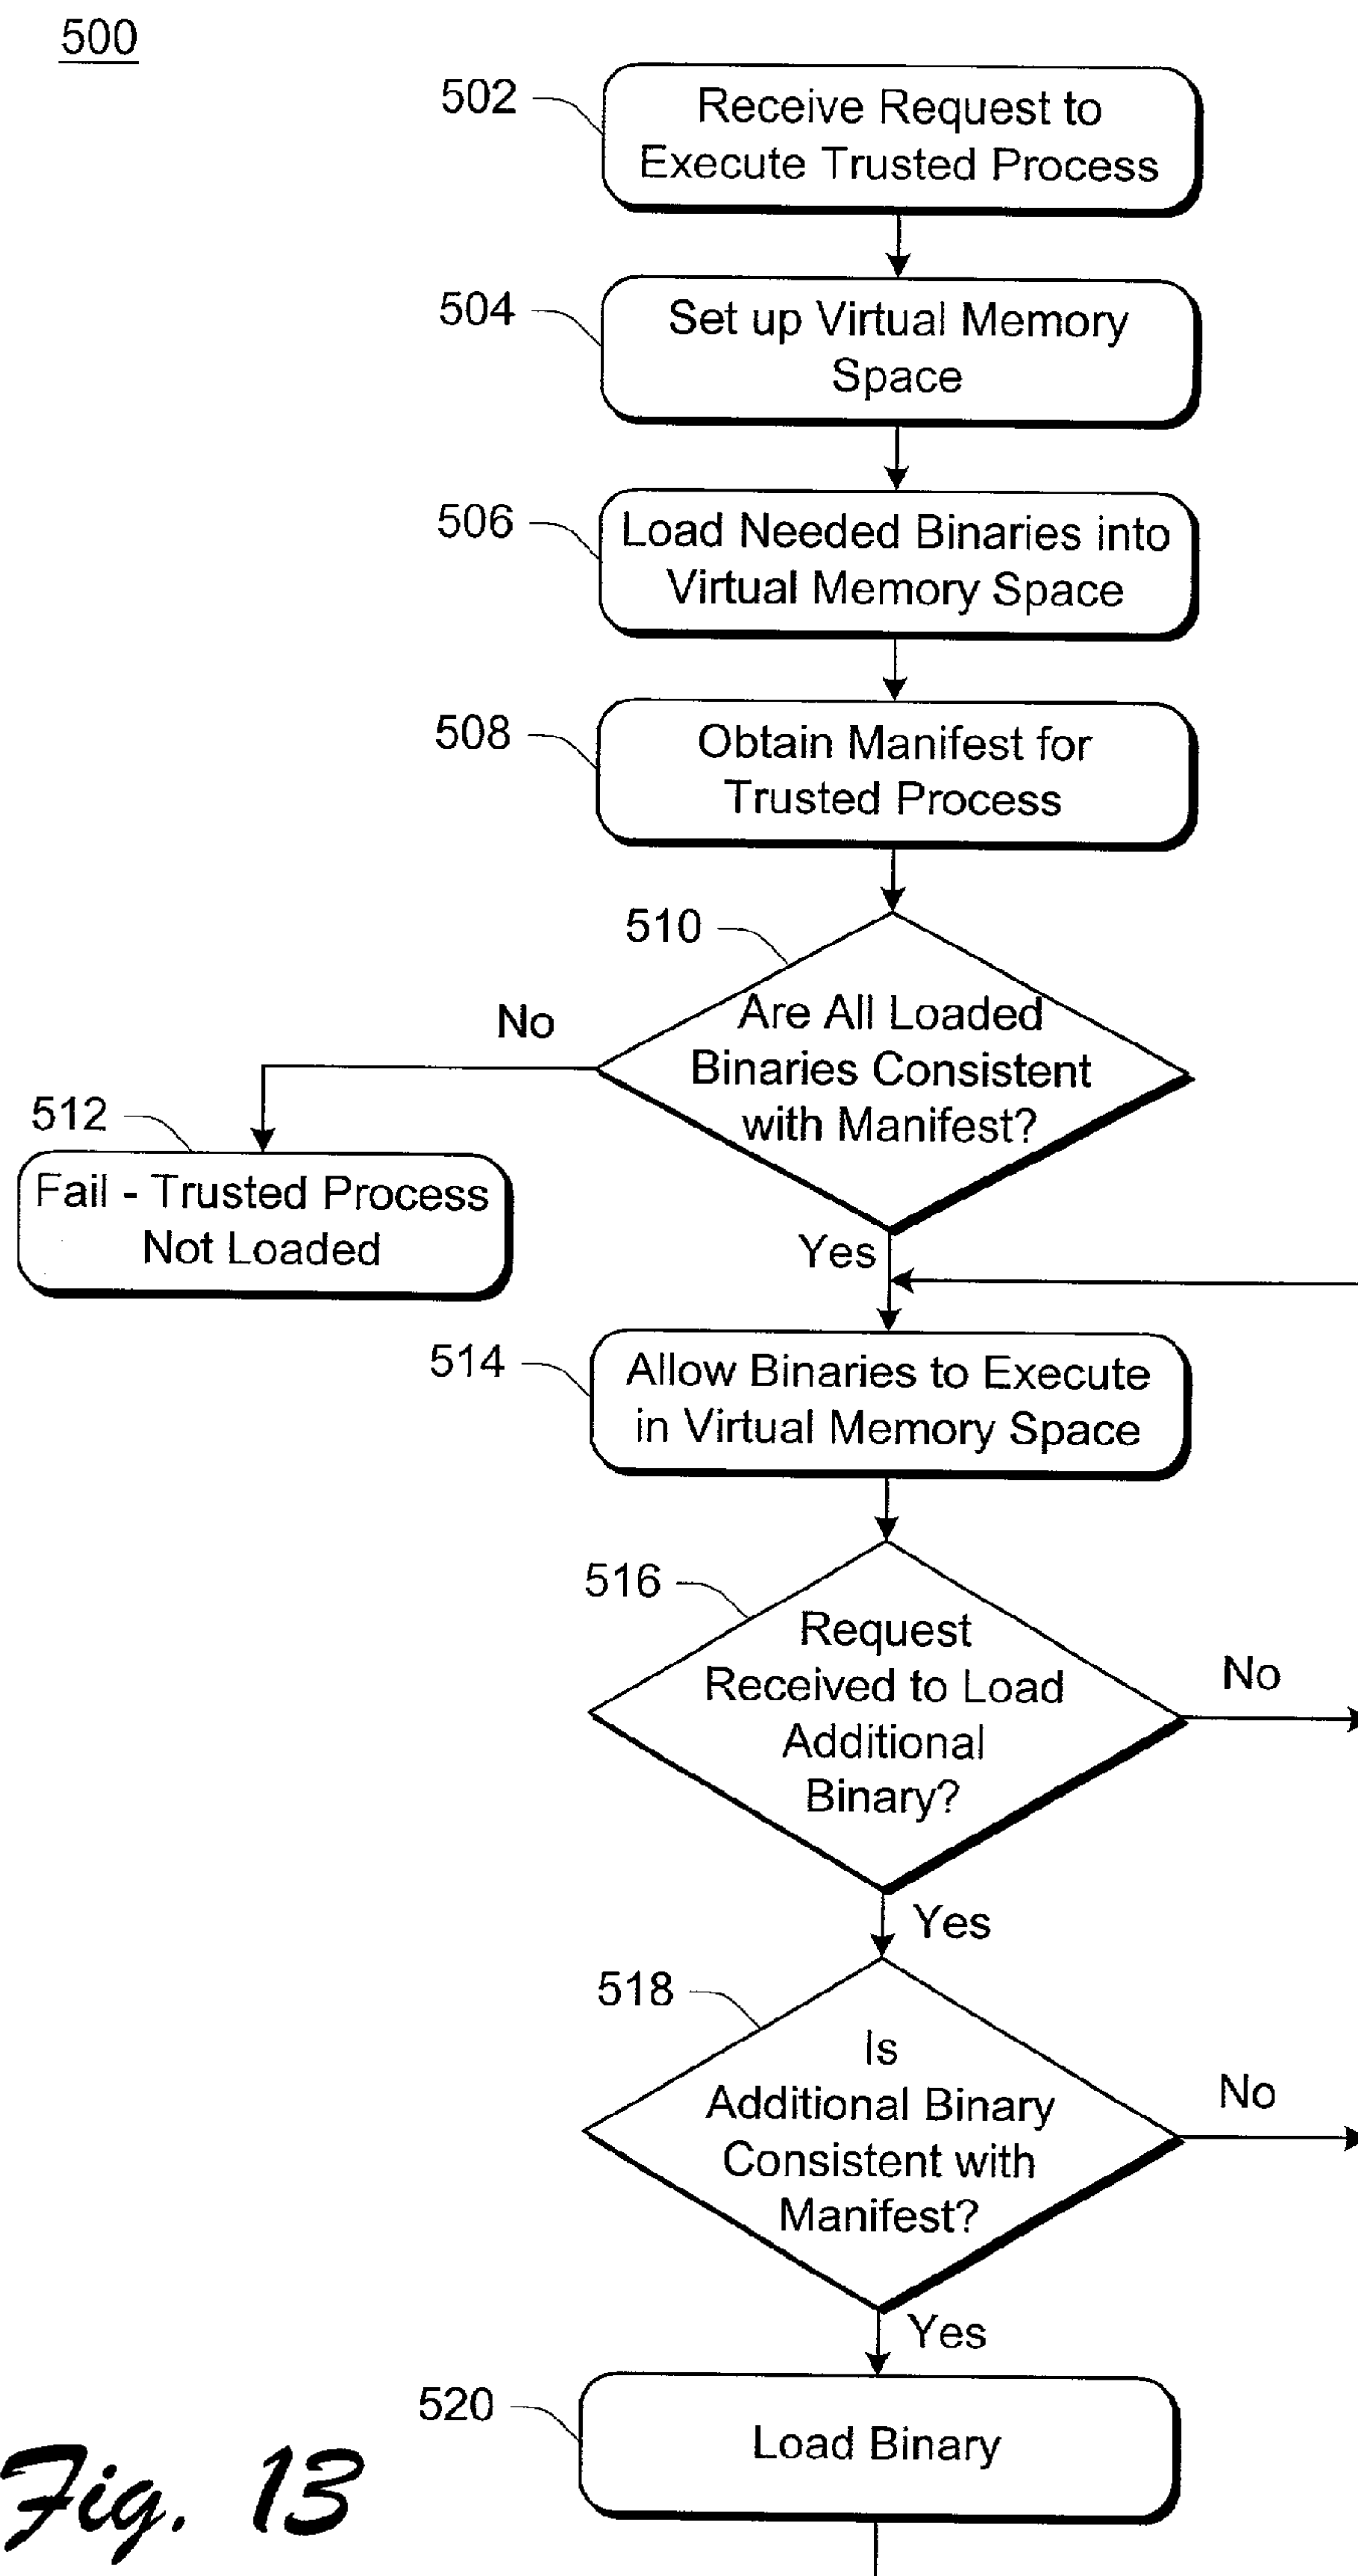 500
502
Receive Request to
Execute Trusted Process
504
Set up Virtual Memory
Space
506
Load Needed Binaries into
Virtual Memory Space
508
Obtain Manifest for
Trusted Process
510
Are All Loaded
Binaries Consistent
with Manifest?
No
512
Fail - Trusted Process
Not Loaded
Yes
514
Allow Binaries to Execute
in Virtual Memory Space
516
Request
Received to Load
Additional
Binary?
No
Yes
518
Is
Additional Binary
Consistent with
Manifest?
No
Yes
520
Load Binary
Fig. 13